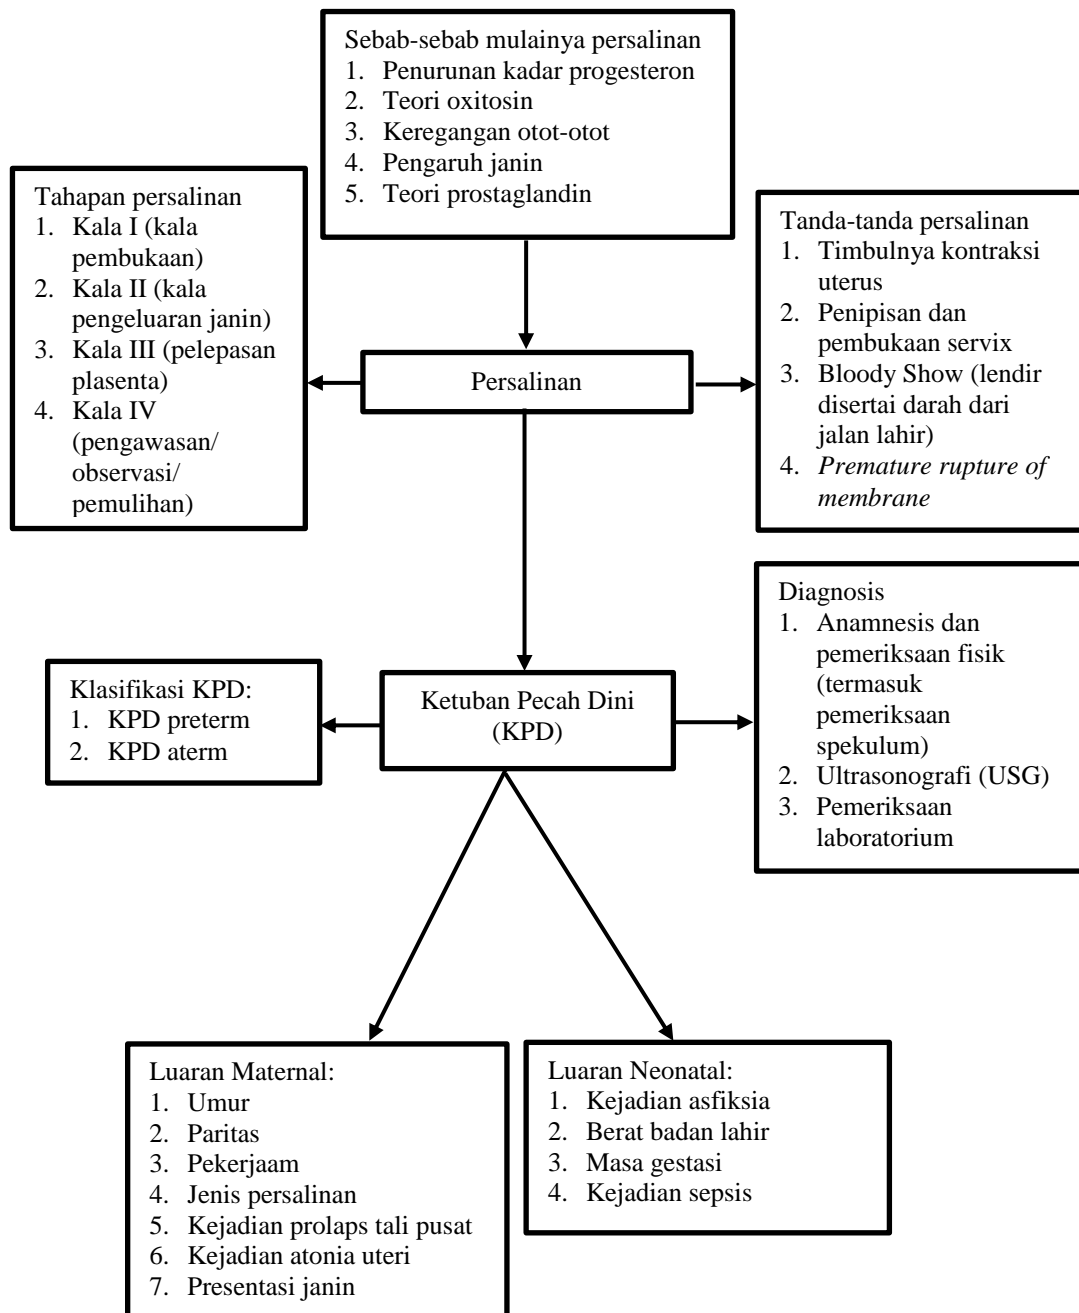 Sebab-sebab mulainya persalinan
1. Penurunan kadar progesteron
2. Teori oxitosin
3. Keregangan otot-otot
4. Pengaruh janin
5. Teori prostaglandin
Tahapan persalinan
1. Kala I (kala
pembukaan)
2. Kala II (kala
pengeluaran janin)
3. Kala III (pelepasan
plasenta)
4. Kala IV
(pengawasan/
observasi/
pemulihan)
Persalinan
Tanda-tanda persalinan
1. Timbulnya kontraksi
uterus
2. Penipisan dan
pembukaan servix
3. Bloody Show (lendir
disertai darah dari
jalan lahir)
4. Premature rupture of
membrane
Klasifikasi KPD:
1. KPD preterm
2. KPD aterm
Ketuban Pecah Dini
(KPD)
Diagnosis
1. Anamnesis dan
pemeriksaan fisik
(termasuk
pemeriksaan
spekulum)
2. Ultrasonografi (USG)
3. Pemeriksaan
laboratorium
Luaran Maternal:
1. Umur
2. Paritas
3. Pekerjaam
4. Jenis persalinan
5. Kejadian prolaps tali pusat
6. Kejadian atonia uteri
7. Presentasi janin
Luaran Neonatal:
1. Kejadian asfiksia
2. Berat badan lahir
3. Masa gestasi
4. Kejadian sepsis